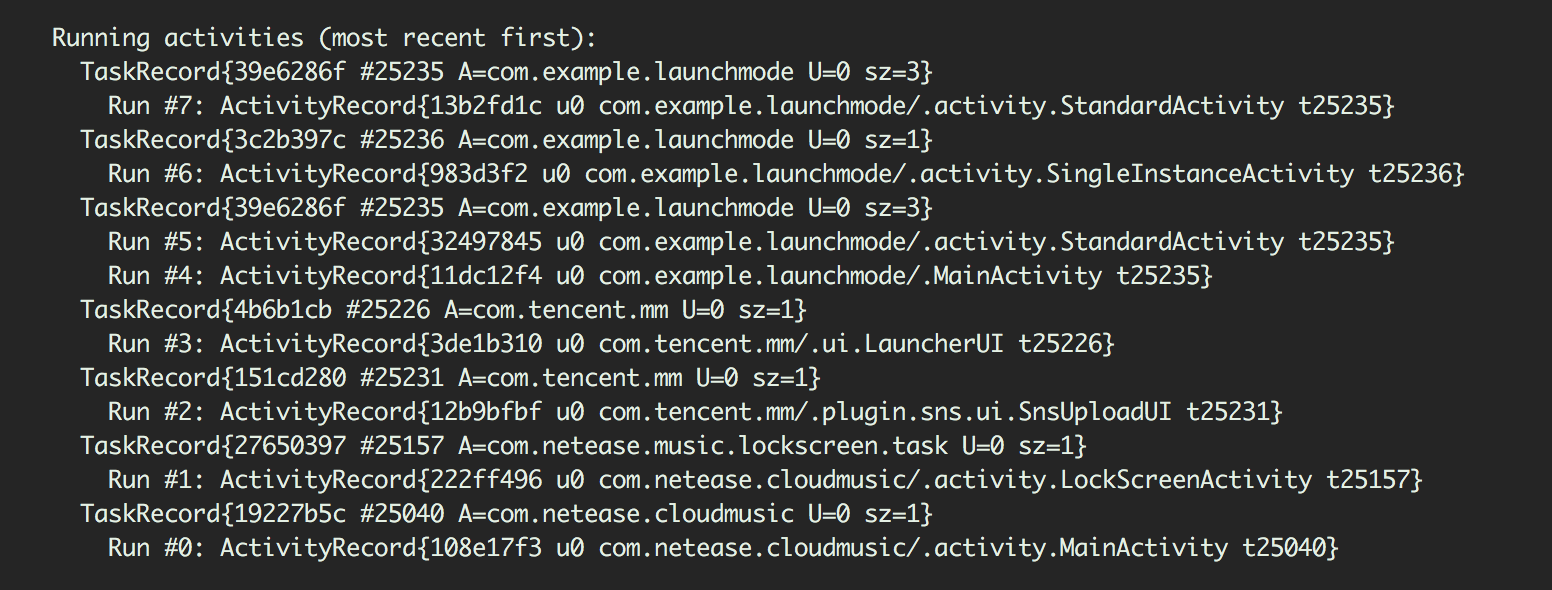 Running activities (most recent first):
TaskRecord{39e6286f #25235 A=com.example.launchmode U=0 sz=3}
Run #7: ActivityRecord{13b2fd1c u0 com.example.launchmode/.activity.StandardActivity t25235}
TaskRecord{3c2b397c #25236 A=com.example.launchmode U=0 sz=1}
Run #6: ActivityRecord{983d3f2 u0 com.example.launchmode/.activity.SingleInstanceActivity t25236}
TaskRecord{39e6286f #25235 A=com.example.launchmode U=0 sz=3}
Run #5: ActivityRecord{32497845 u0 com.example.launchmode/.activity.StandardActivity t25235}
Run #4: ActivityRecord{11dc12f4 u0 com.example.launchmode/.MainActivity t25235}
TaskRecord{4b6b1cb #25226 A=com.tencent.mm U=0 sz=1}
Run #3: ActivityRecord{3de1b310 u0 com.tencent.mm/.ui.LauncherUI t25226}
TaskRecord{151cd280 #25231 A=com.tencent.mm U=0 sz=1}
Run #2: ActivityRecord{12b9bfbf u0 com.tencent.mm/.plugin.sns.ui.SnsUploadUI t25231}
TaskRecord{27650397 #25157 A=com.netease.music.lockscreen.task U=0 sz=1}
Run #1: ActivityRecord{222ff496 u0 com.netease.cloudmusic/.activity.LockScreenActivity t25157}
TaskRecord{19227b5c #25040 A=com.netease.cloudmusic U=0 sz=1}
Run #0: ActivityRecord{108e17f3 u0 com.netease.cloudmusic/.activity.MainActivity t25040}